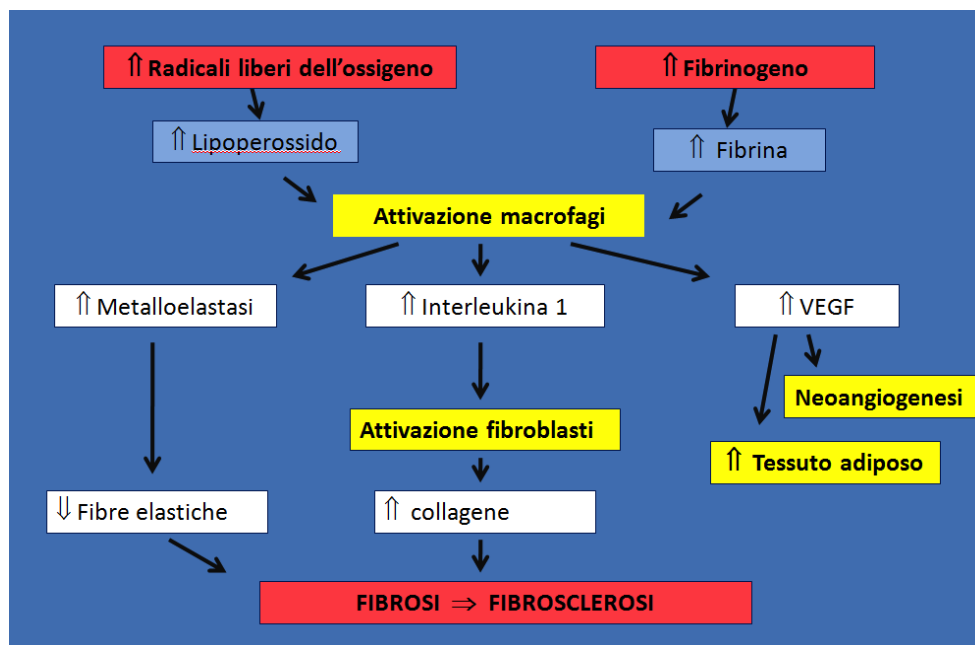 ⇑ Radicali liberi dell'ossigeno
⇑ Fibrinogeno
⇑ Lipoperossido
⇑ Fibrina
Attivazione macrofagi
⇑ Metalloelastasi
⇑ Interleukina 1
⇑ VEGF
Neoangiogenesi
Attivazione fibroblasti
⇑ Tessuto adiposo
⇓ Fibre elastiche
⇑ collagene
FIBROSI ⇒ FIBROSCLEROSI